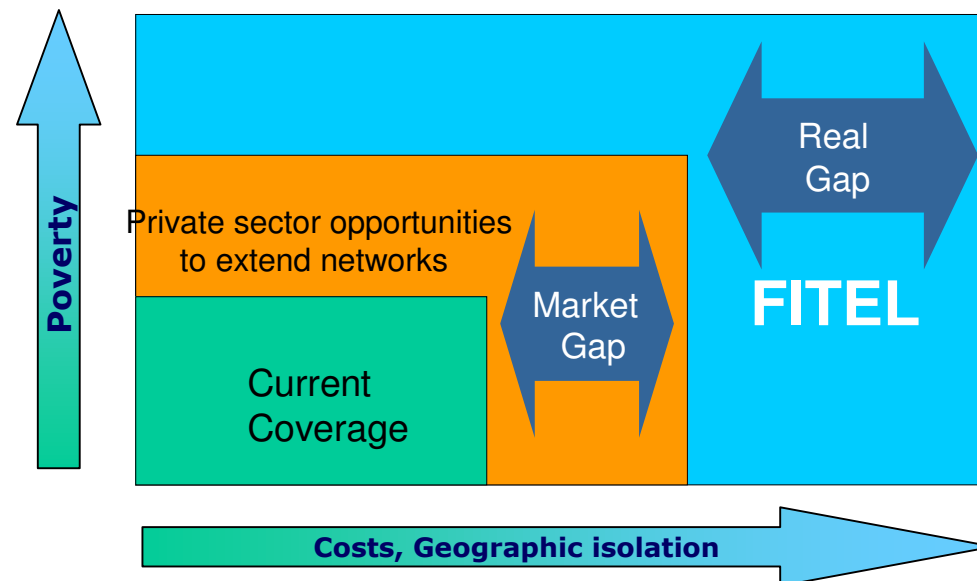 Poverty
Private sector opportunities
to extend networks
Current
Coverage
Market
Gap
Real
Gap
FITEL
Costs, Geographic isolation